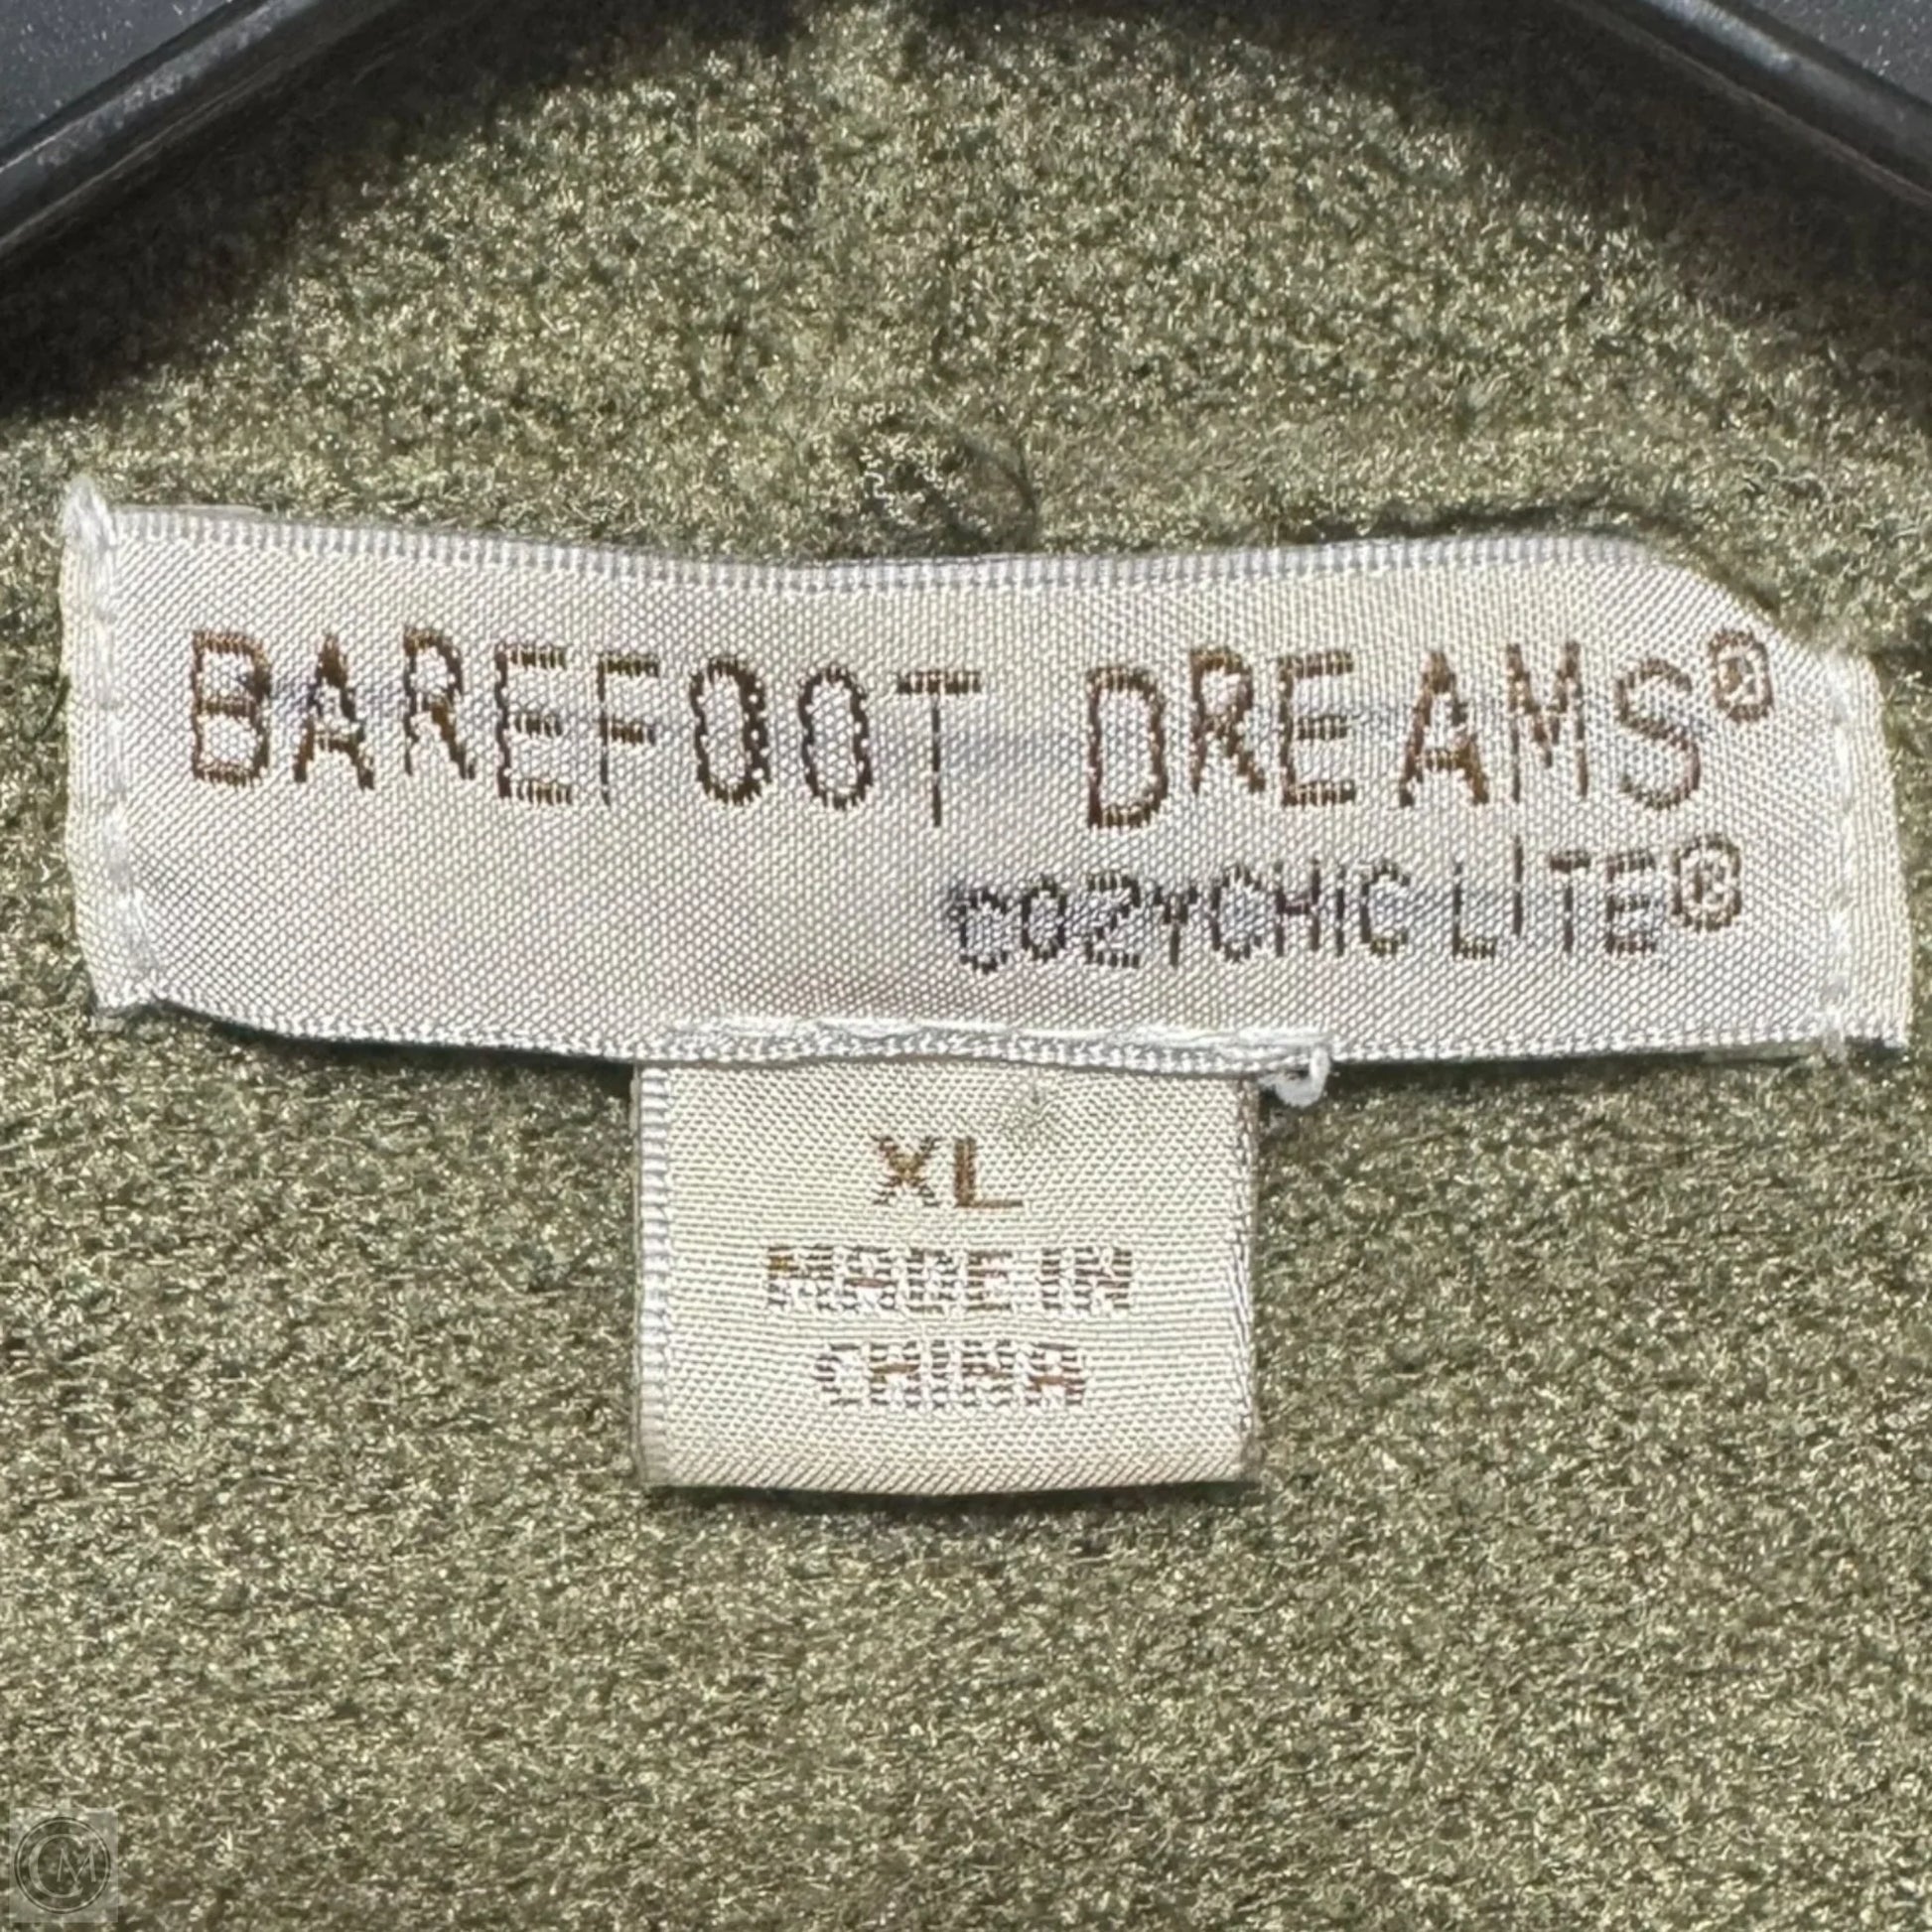 BAREFOOT DREAMS®
COZYCHIC LITE®
XL
MADE IN
CHINA